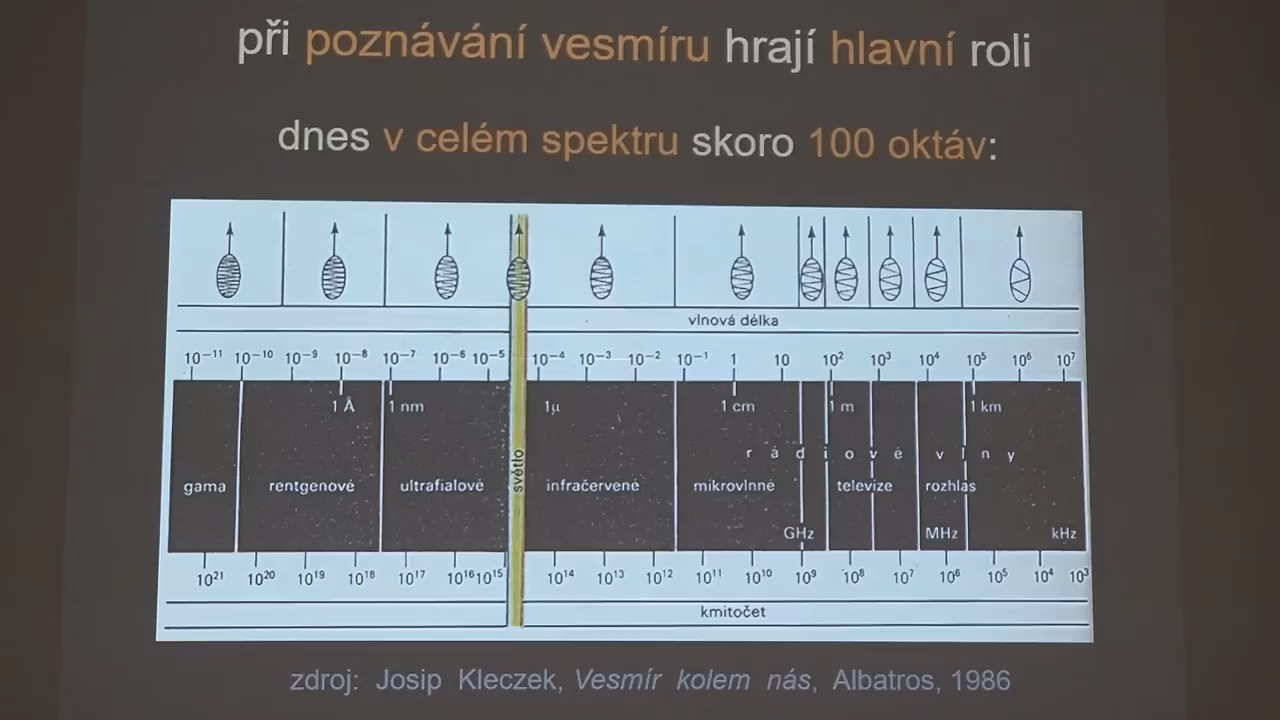 při poznávání vesmíru hrají hlavní roli
dnes v celém spektru skoro 100 oktáv:
vlnová délka
10⁻¹¹ 10⁻¹⁰ 10⁻⁹ 10⁻⁸ 10⁻⁷ 10⁻⁶ 10⁻⁵ 10⁻⁴ 10⁻³ 10⁻² 10⁻¹ 1 10 10² 10³ 10⁴ 10⁵ 10⁶ 10⁷
1 Å 1 nm 1μ 1 cm 1 m 1 km
rádiové vlny
gama rentgenové ultrafialové světlo infračervené mikrovlnné televize rozhlas
GHz MHz kHz
10²¹ 10²⁰ 10¹⁹ 10¹⁸ 10¹⁷ 10¹⁶ 10¹⁵ 10¹⁴ 10¹³ 10¹² 10¹¹ 10¹⁰ 10⁹ 10⁸ 10⁷ 10⁶ 10⁵ 10⁴ 10³
kmitočet
zdroj: Josip Kleczek, Vesmír kolem nás, Albatros, 1986